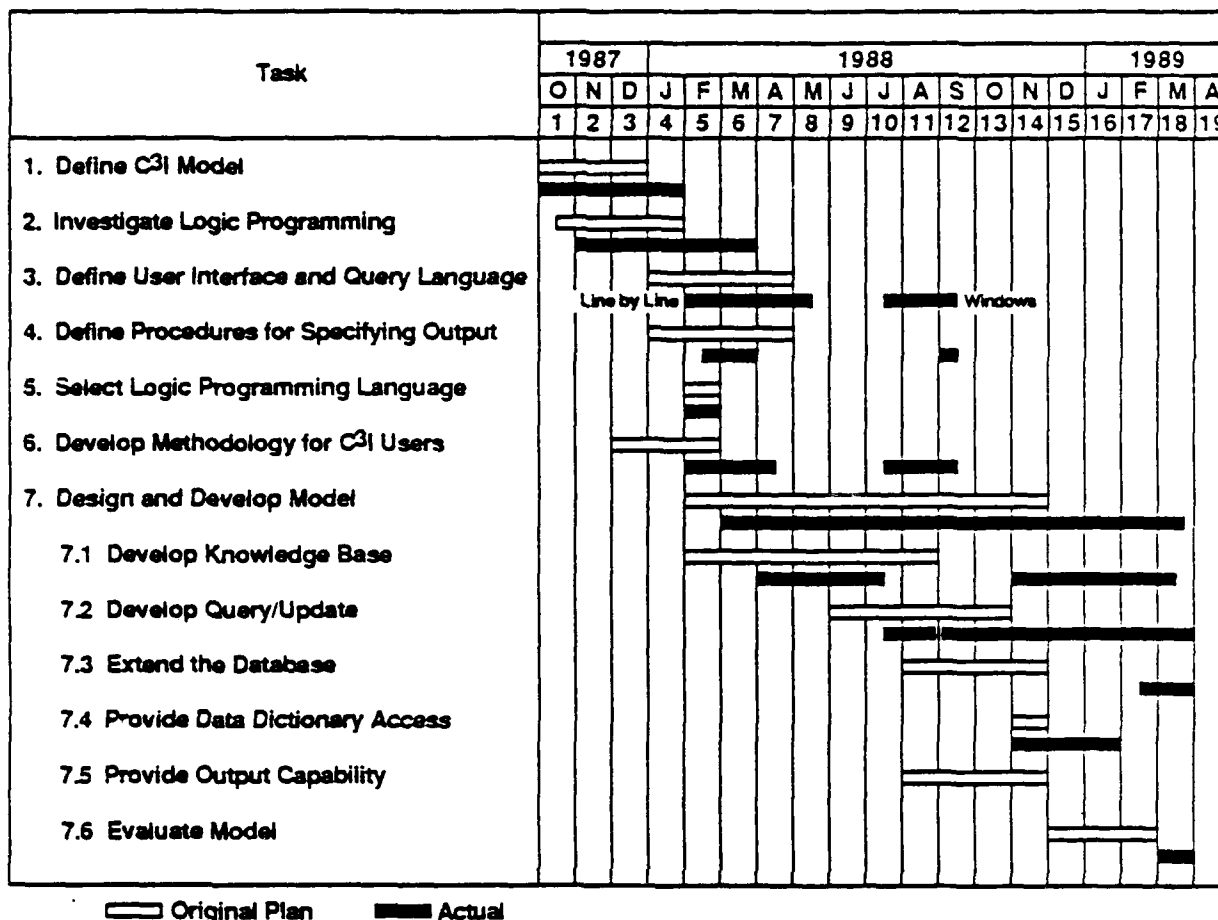 Task
1987 1988 1989
O N D J F M A M J J A S O N D J F M A
1 2 3 4 5 6 7 8 9 10 11 12 13 14 15 16 17 18 19
1. Define C³I Model
2. Investigate Logic Programming
3. Define User Interface and Query Language
Line by Line Windows
4. Define Procedures for Specifying Output
5. Select Logic Programming Language
6. Develop Methodology for C³I Users
7. Design and Develop Model
7.1 Develop Knowledge Base
7.2 Develop Query/Update
7.3 Extend the Database
7.4 Provide Data Dictionary Access
7.5 Provide Output Capability
7.6 Evaluate Model
Original Plan Actual